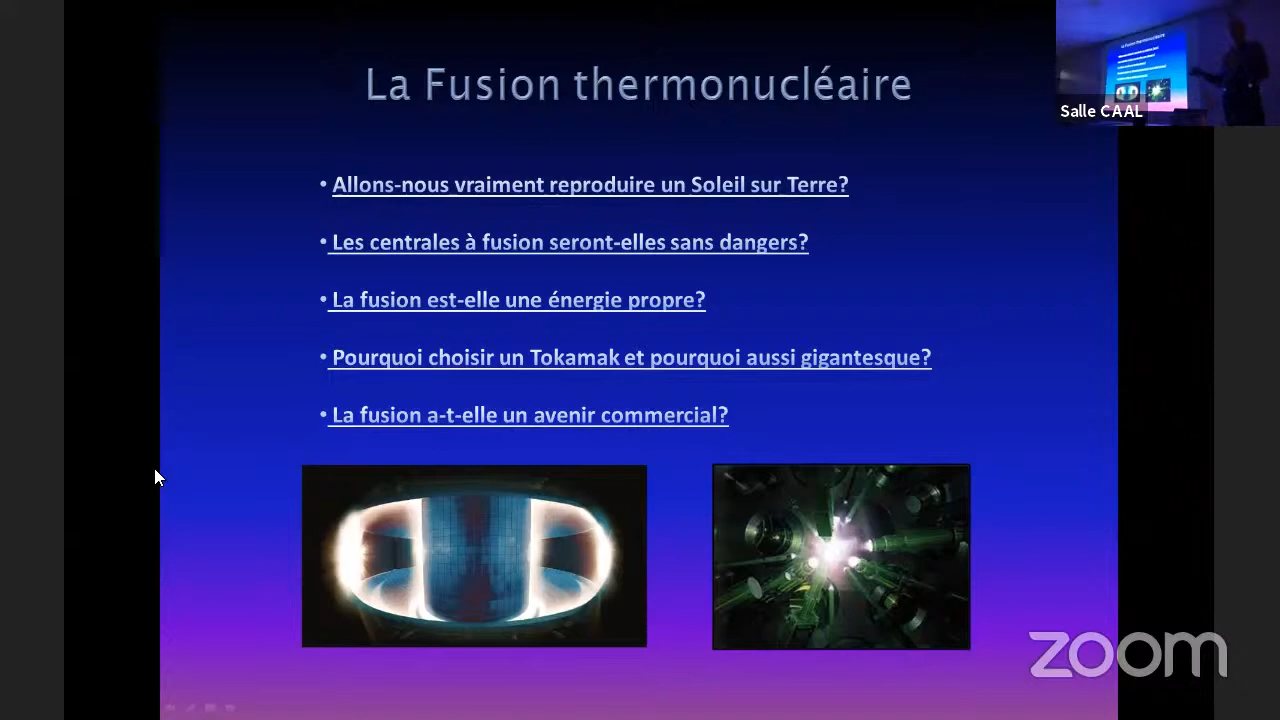 La Fusion thermonucléaire
Salle CAAL
• Allons-nous vraiment reproduire un Soleil sur Terre?
• Les centrales à fusion seront-elles sans dangers?
• La fusion est-elle une énergie propre?
• Pourquoi choisir un Tokamak et pourquoi aussi gigantesque?
• La fusion a-t-elle un avenir commercial?
zoom